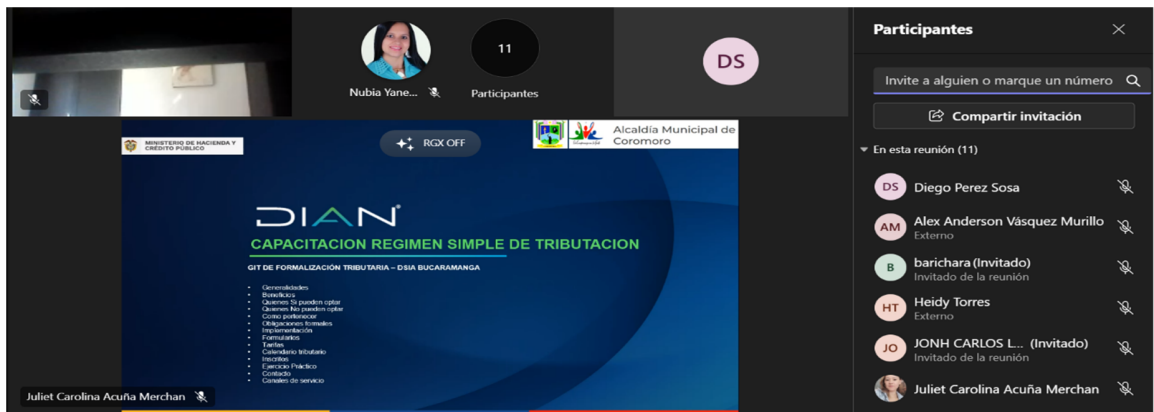 Nubia Yane...
11
Participantes
DS
MINISTERIO DE HACIENDA Y
CRÉDITO PÚBLICO
RGX OFF
Alcaldía Municipal de
Coromoro
DIAN
CAPACITACION REGIMEN SIMPLE DE TRIBUTACION
GIT DE FORMALIZACIÓN TRIBUTARIA – DSIA BUCARAMANGA
• Generalidades
• Beneficios
• Quienes Si pueden optar
• Quienes No pueden optar
• Como pertenecer
• Obligaciones formales
• Implementación
• Formularios
• Tarifas
• Calendario tributario
• Inscritos
• Ejercicio Práctico
• Contacto
• Canales de servicio
Juliet Carolina Acuña Merchan
Participantes
Invite a alguien o marque un número
Compartir invitación
En esta reunión (11)
DS Diego Perez Sosa
AM Alex Anderson Vásquez Murillo
Externo
B barichara (Invitado)
Invitado de la reunión
HT Heidy Torres
Externo
JO JONH CARLOS L... (Invitado)
Invitado de la reunión
Juliet Carolina Acuña Merchan